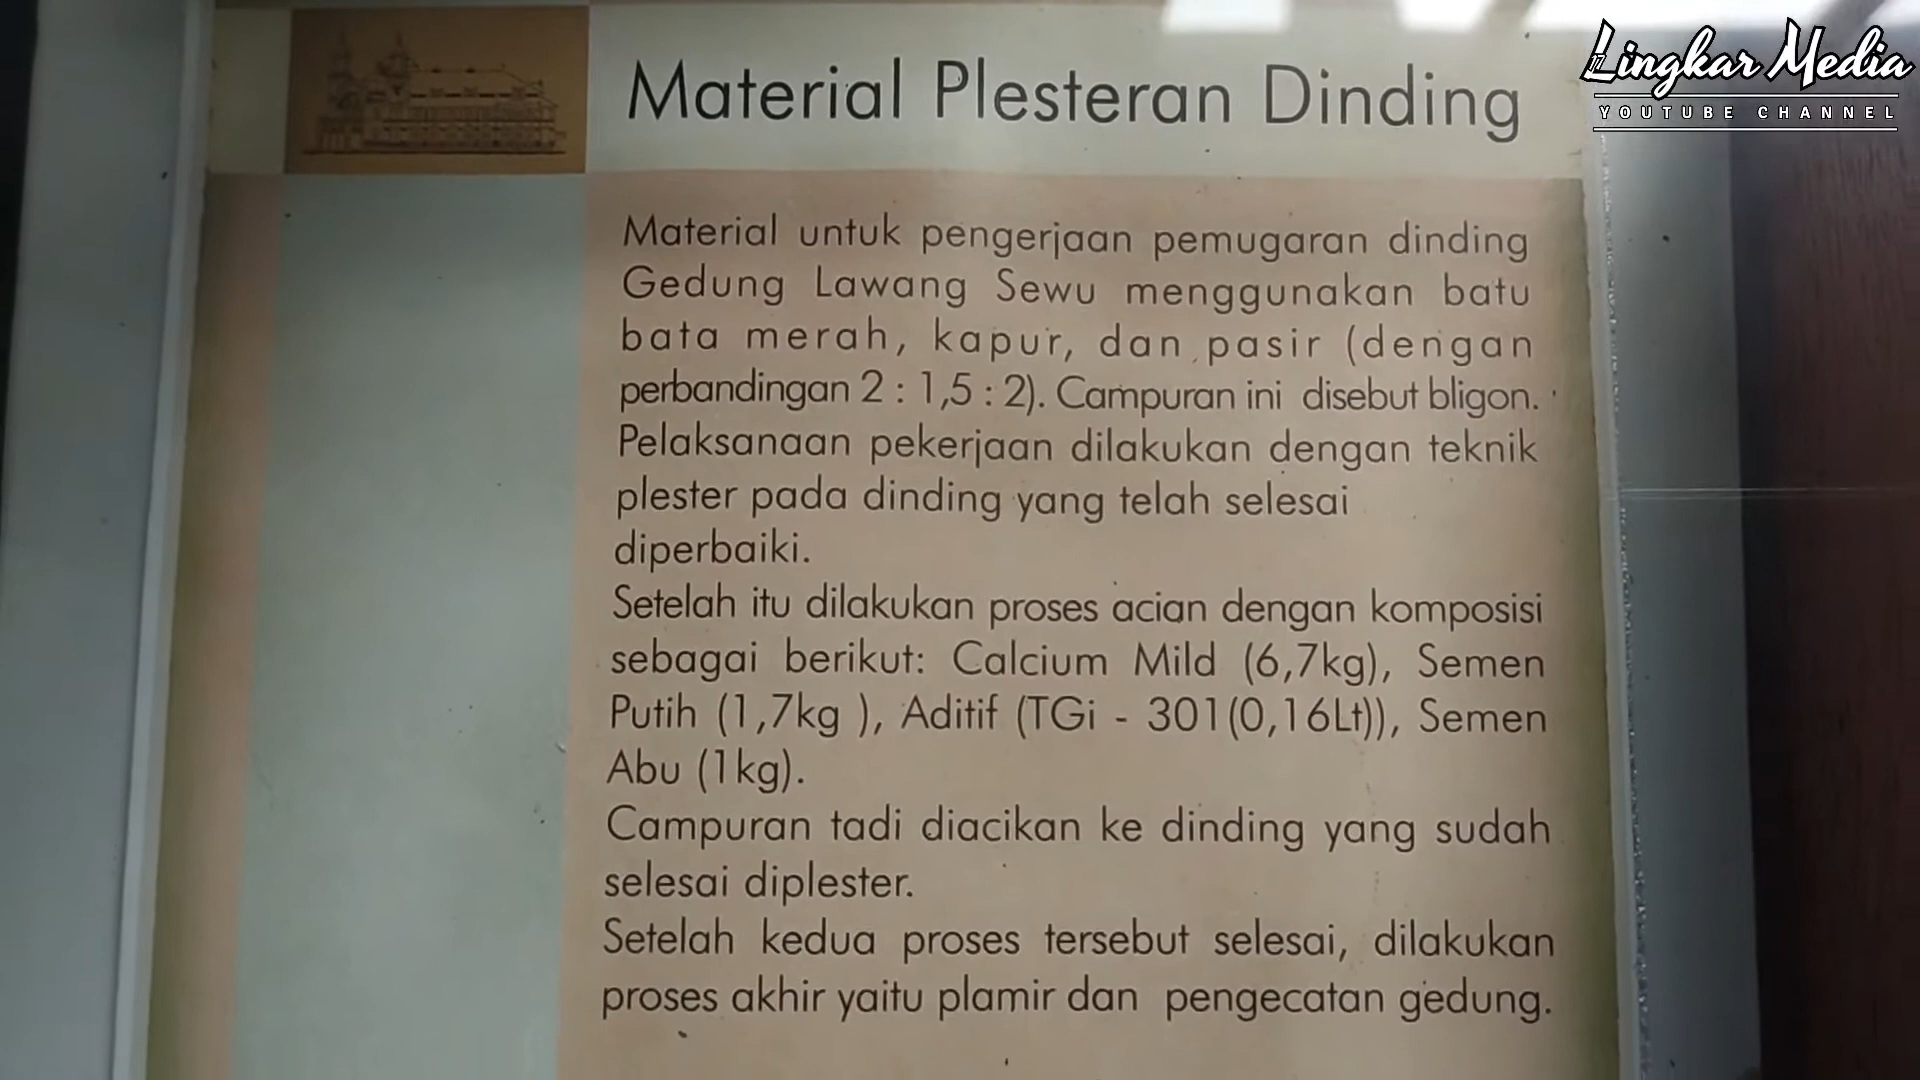 Lingkar Media
YOUTUBE CHANNEL
Material Plesteran Dinding
Material untuk pengerjaan pemugaran dinding
Gedung Lawang Sewu menggunakan batu
bata merah, kapur, dan pasir (dengan
perbandingan 2 : 1,5 : 2). Campuran ini disebut bligon.
Pelaksanaan pekerjaan dilakukan dengan teknik
plester pada dinding yang telah selesai
diperbaiki.
Setelah itu dilakukan proses acian dengan komposisi
sebagai berikut: Calcium Mild (6,7kg), Semen
Putih (1,7kg ), Aditif (TGi - 301(0,16Lt)), Semen
Abu (1kg).
Campuran tadi diacikan ke dinding yang sudah
selesai diplester.
Setelah kedua proses tersebut selesai, dilakukan
proses akhir yaitu plamir dan pengecatan gedung.